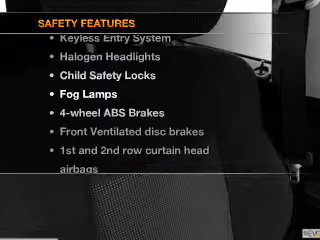 SAFETY FEATURES
• Keyless Entry System
• Halogen Headlights
• Child Safety Locks
• Fog Lamps
• 4-wheel ABS Brakes
• Front Ventilated disc brakes
• 1st and 2nd row curtain head
airbags